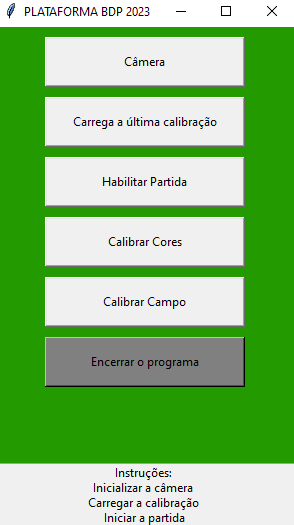 PLATAFORMA BDP 2023
Câmera
Carrega a última calibração
Habilitar Partida
Calibrar Cores
Calibrar Campo
Encerrar o programa
Instruções:
Inicializar a câmera
Carregar a calibração
Iniciar a partida